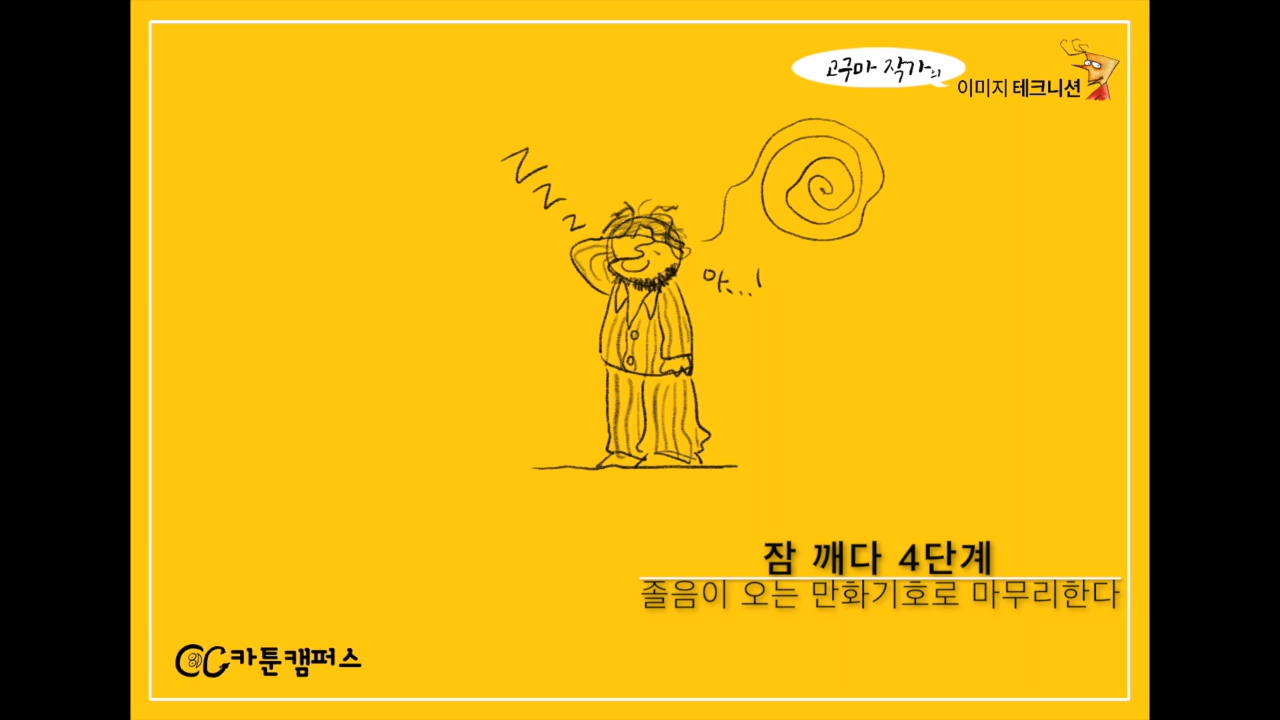 고구마 작가의
이미지 테크니션
Z Z Z
아...!
잠 깨다 4단계
졸음이 오는 만화기호로 마무리한다
카툰캠퍼스